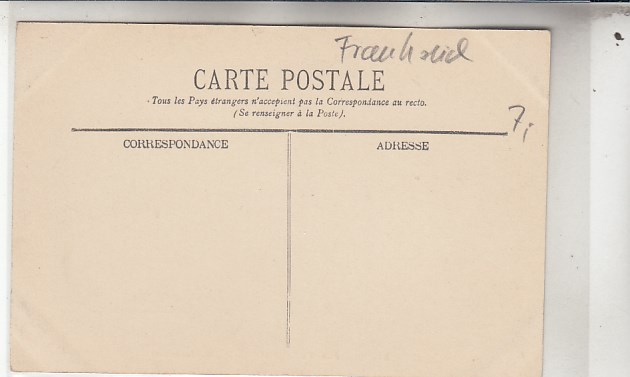 Frankreich
CARTE POSTALE
7,
Tous les Pays étrangers n'acceptent pas la Correspondance au recto.
(Se renseigner à la Poste).
CORRESPONDANCE
ADRESSE